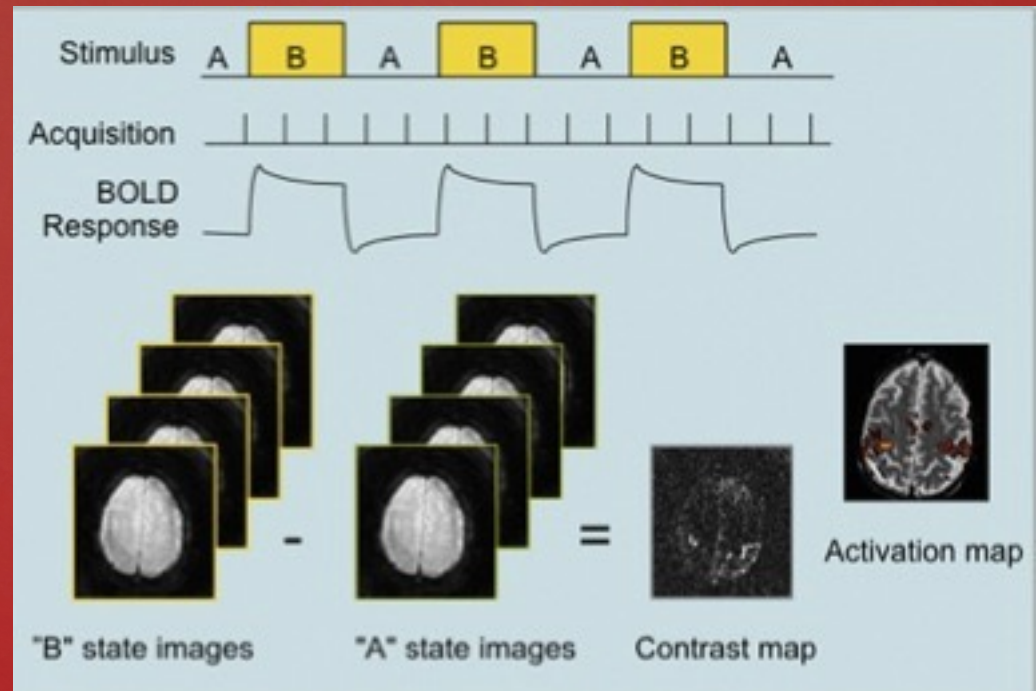 Stimulus A B A B A B A
Acquisition
BOLD
Response
- =
Activation map
"B" state images "A" state images Contrast map